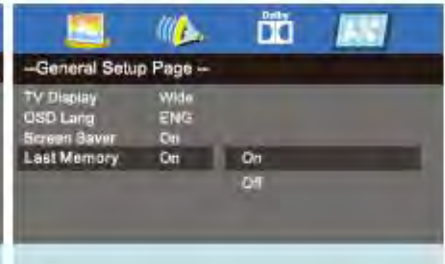 Dolby
--General Setup Page --
TV Display Wide
OSD Lang ENG
Screen Saver On
Last Memory On On
Off